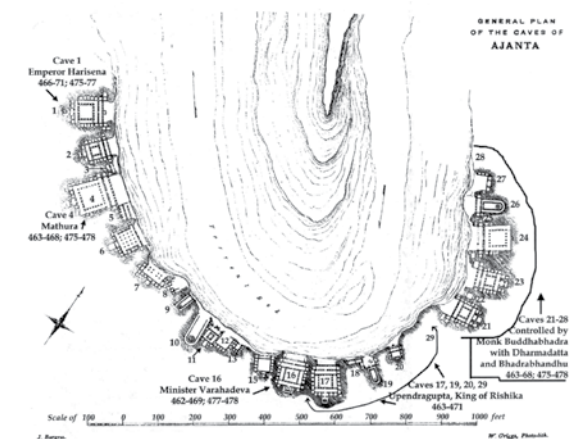 GENERAL PLAN
OF THE CAVES OF
AJANTA
Cave 1
Emperor Harisena
466-71; 475-77
1
2
4
Cave 4
Mathura
463-468; 475-478
5
6
7
8
9
10
11
12
13
15
16
17
18
19
20
29
21
23
24
26
27
28
Cave 16
Minister Varahadeva
462-469; 477-478
Caves 17, 19, 20, 29
Upendragupta, King of Rishika
463-471
Caves 21-28
Controlled by
Monk Buddhabhadra
with Dharmadatta
and Bhadrabhandhu
463-68; 475-478
Scale of 100 0 100 200 300 400 500 600 700 800 900 1000 feet